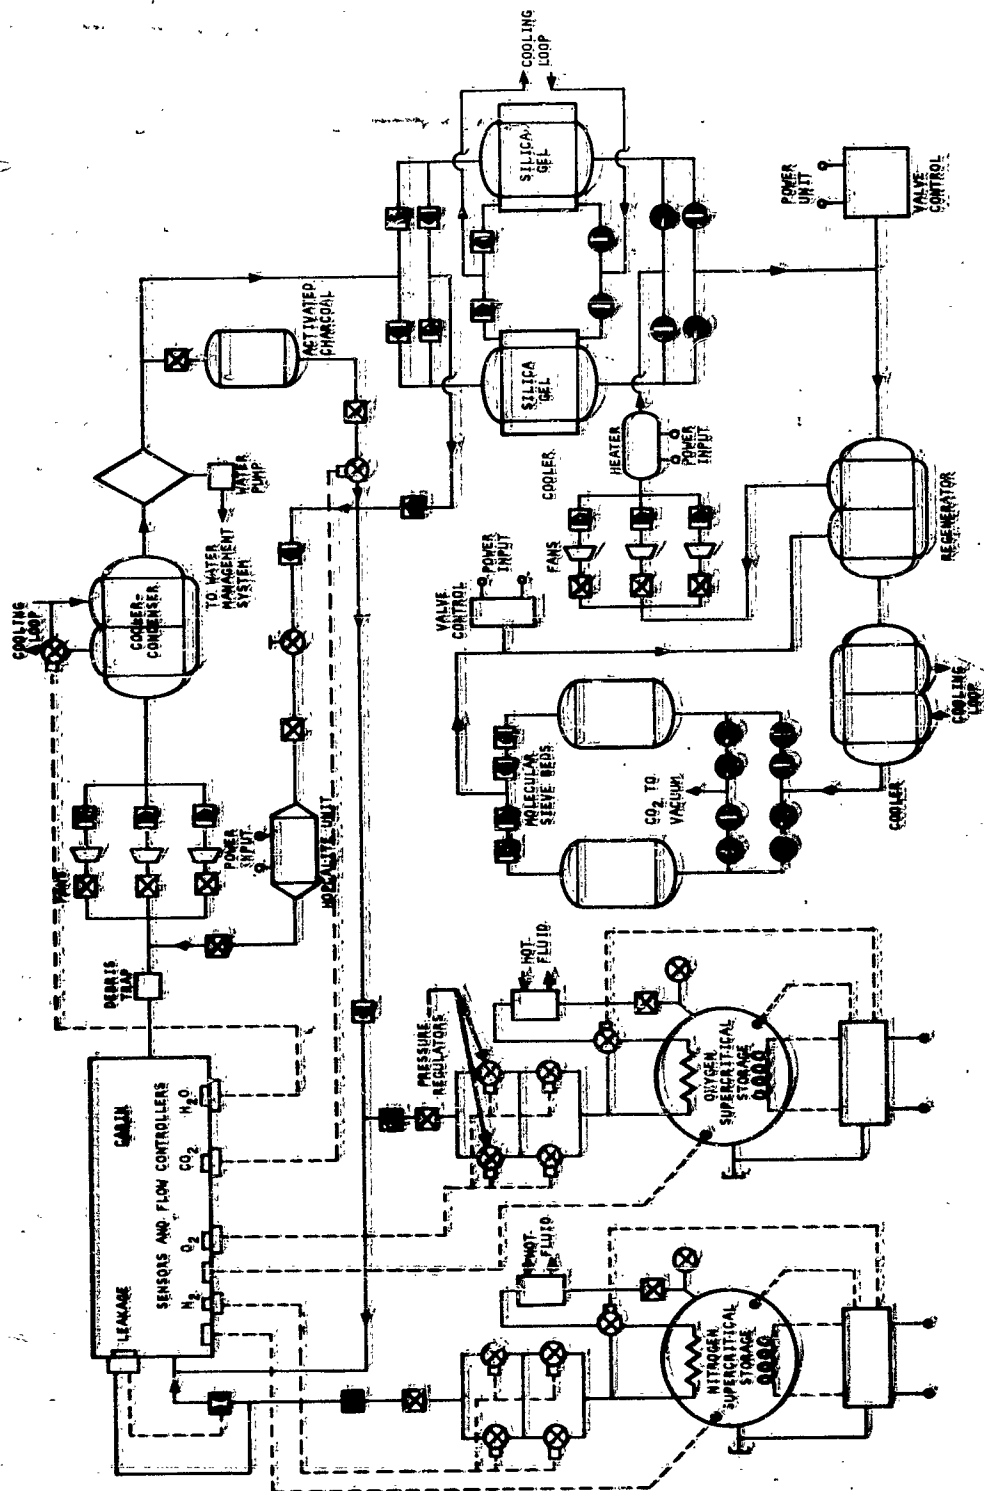 COOLING
LOOP
SILICA
GEL
SILICA
GEL
POWER
UNIT
VALVE
CONTROL
ACTIVATED
CHARCOAL
WATER
PUMP
TO WATER
MANAGEMENT
SYSTEM
COOLING
LOOP
COOLER-
CONDENSER
COOLER
HEATER
POWER
INPUT
FANS
REGENERATOR
POWER
INPUT
VALVE
CONTROL
COOLING
LOOP
COOLER
MOLECULAR
SIEVE BEDS
CO2 TO
VACUUM
FANS
POWER
INPUT
HOPCALITE UNIT
DEBRIS
TRAP
CABIN
SENSORS AND FLOW CONTROLLERS
LEAKAGE
N2
O2
CO2
H2O
PRESSURE
REGULATORS
HOT
FLUID
OXYGEN
SUPERCRITICAL
STORAGE
HOT
FLUID
NITROGEN
SUPERCRITICAL
STORAGE